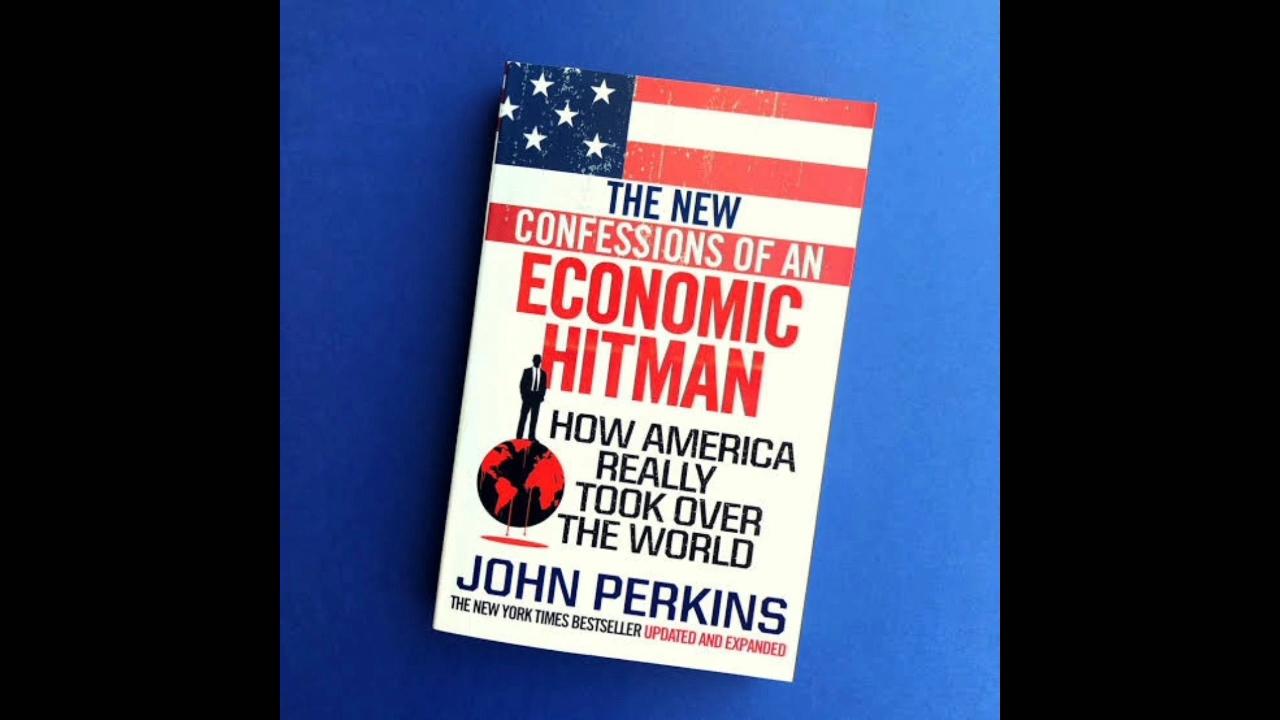 THE NEW
CONFESSIONS OF AN
ECONOMIC
HITMAN
HOW AMERICA
REALLY
TOOK OVER
THE WORLD
JOHN PERKINS
THE NEW YORK TIMES BESTSELLER UPDATED AND EXPANDED